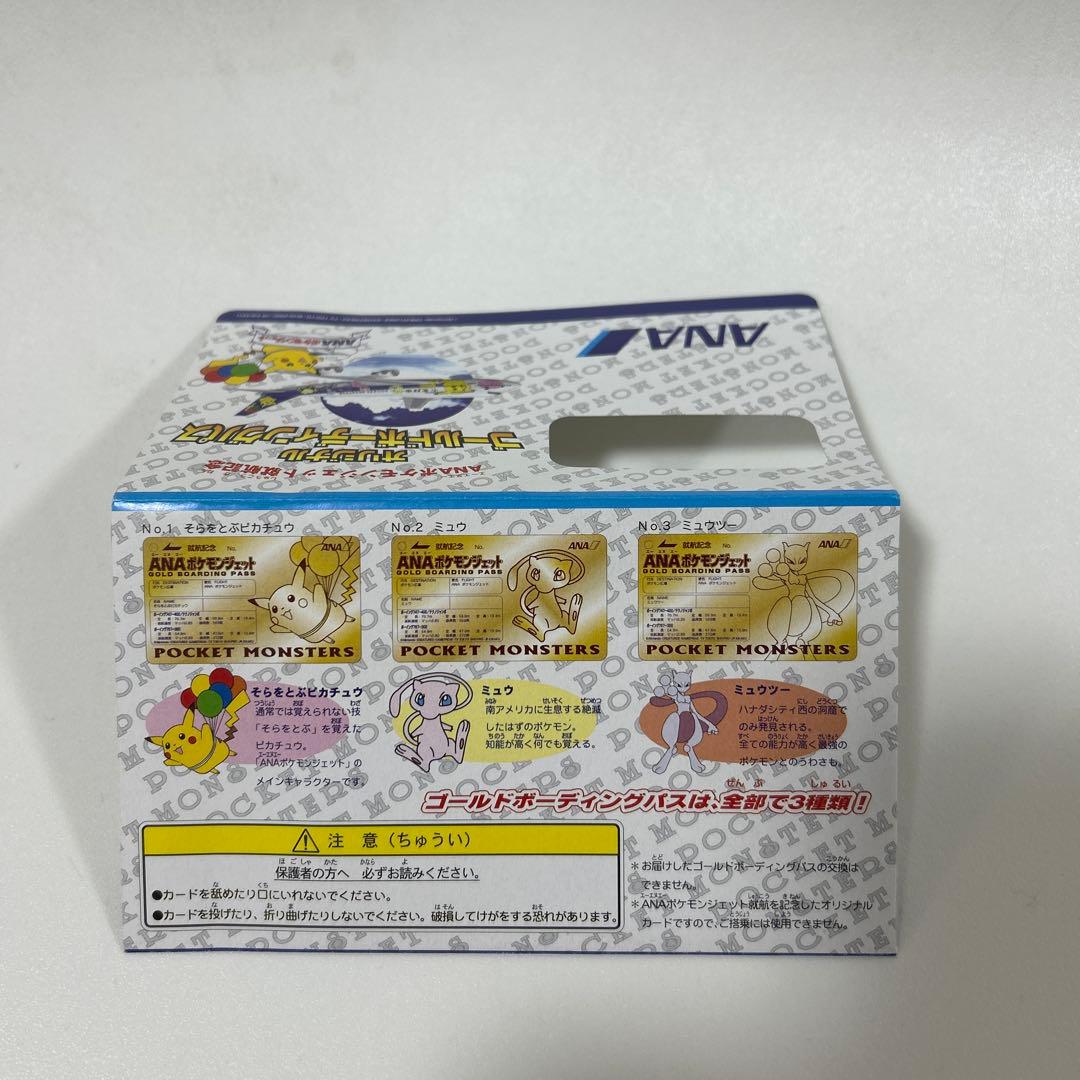 ANA
ANAポケモンジェット
ANAポケモンジェット就航記念
オリジナル
ゴールドボーディングパス
No.1 そらをとぶピカチュウ
No.2 ミュウ
No.3 ミュウツー
就航記念 No. ANA
ANAポケモンジェット
GOLD BOARDING PASS
POCKET MONSTERS
就航記念 No. ANA
ANAポケモンジェット
GOLD BOARDING PASS
POCKET MONSTERS
就航記念 No. ANA
ANAポケモンジェット
GOLD BOARDING PASS
POCKET MONSTERS
そらをとぶピカチュウ
通常では覚えられない技
「そらをとぶ」を覚えた
ピカチュウ。
「ANAポケモンジェット」の
メインキャラクターです。
ミュウ
南アメリカに生息する絶滅
したはずのポケモン。
知能が高く何でも覚える。
ミュウツー
ハナダシティ西の洞窟で
のみ発見される。
全ての能力が高く最強の
ポケモンとのうわさも。
ゴールドボーディングパスは、全部で3種類!
注 意(ちゅうい)
保護者の方へ 必ずお読みください。
●カードを舐めたり口にいれないでください。
●カードを投げたり、折り曲げたりしないでください。破損してけがをする恐れがあります。
＊お届けしたゴールドボーディングパスの交換は
できません。
＊ANAポケモンジェット就航を記念したオリジナル
カードですので、ご搭乗には使用できません。